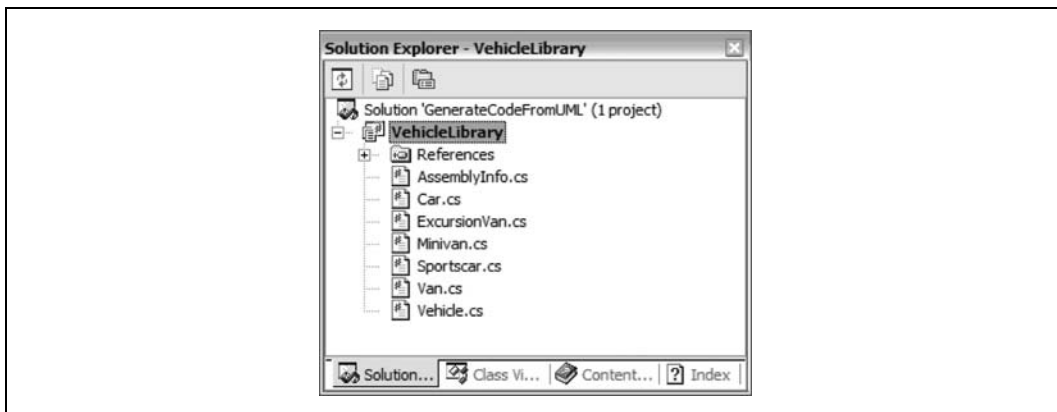 Solution Explorer - VehicleLibrary
Solution 'GenerateCodeFromUML' (1 project)
VehicleLibrary
References
AssemblyInfo.cs
Car.cs
ExcursionVan.cs
Minivan.cs
Sportscar.cs
Van.cs
Vehicle.cs
Solution... Class Vi... Content... Index